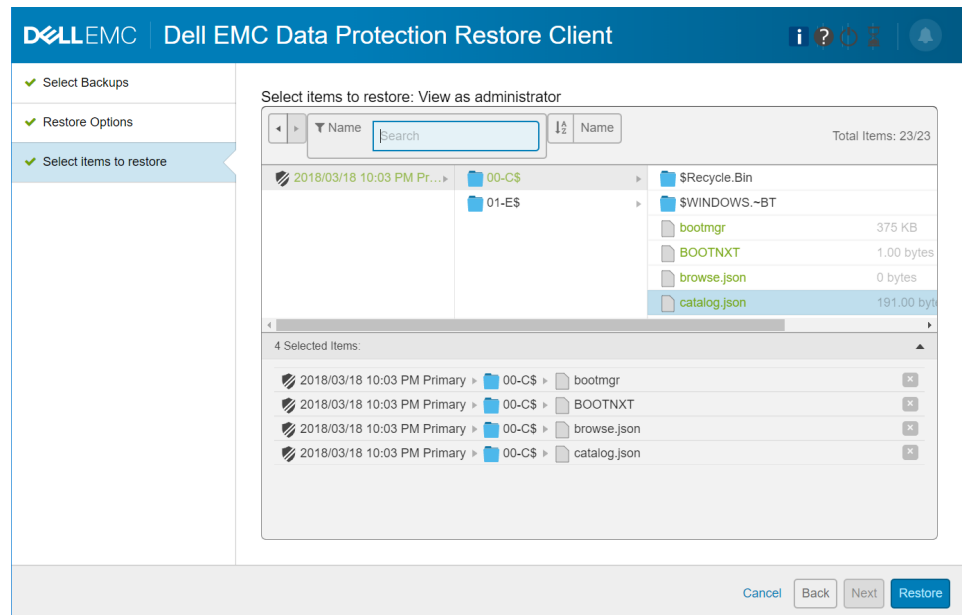 DELLEMC Dell EMC Data Protection Restore Client
Select Backups
Restore Options
Select items to restore
Select items to restore: View as administrator
Name Search Name Total Items: 23/23
2018/03/18 10:03 PM Pr... 00-C$ $Recycle.Bin
01-E$ $WINDOWS.~BT
bootmgr 375 KB
BOOTNXT 1.00 bytes
browse.json 0 bytes
catalog.json 191.00 byt
4 Selected Items:
2018/03/18 10:03 PM Primary 00-C$ bootmgr
2018/03/18 10:03 PM Primary 00-C$ BOOTNXT
2018/03/18 10:03 PM Primary 00-C$ browse.json
2018/03/18 10:03 PM Primary 00-C$ catalog.json
Cancel Back Next Restore